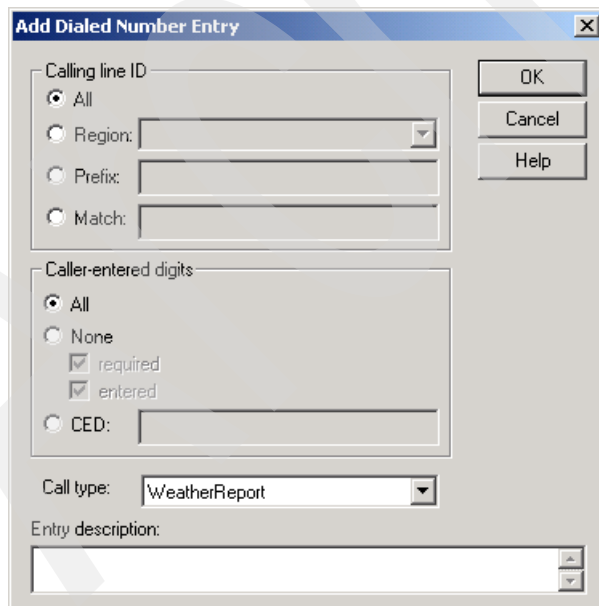 Add Dialed Number Entry
Calling line ID
All
Region:
Prefix:
Match:
OK
Cancel
Help
Caller-entered digits
All
None
required
entered
CED:
Call type: WeatherReport
Entry description: